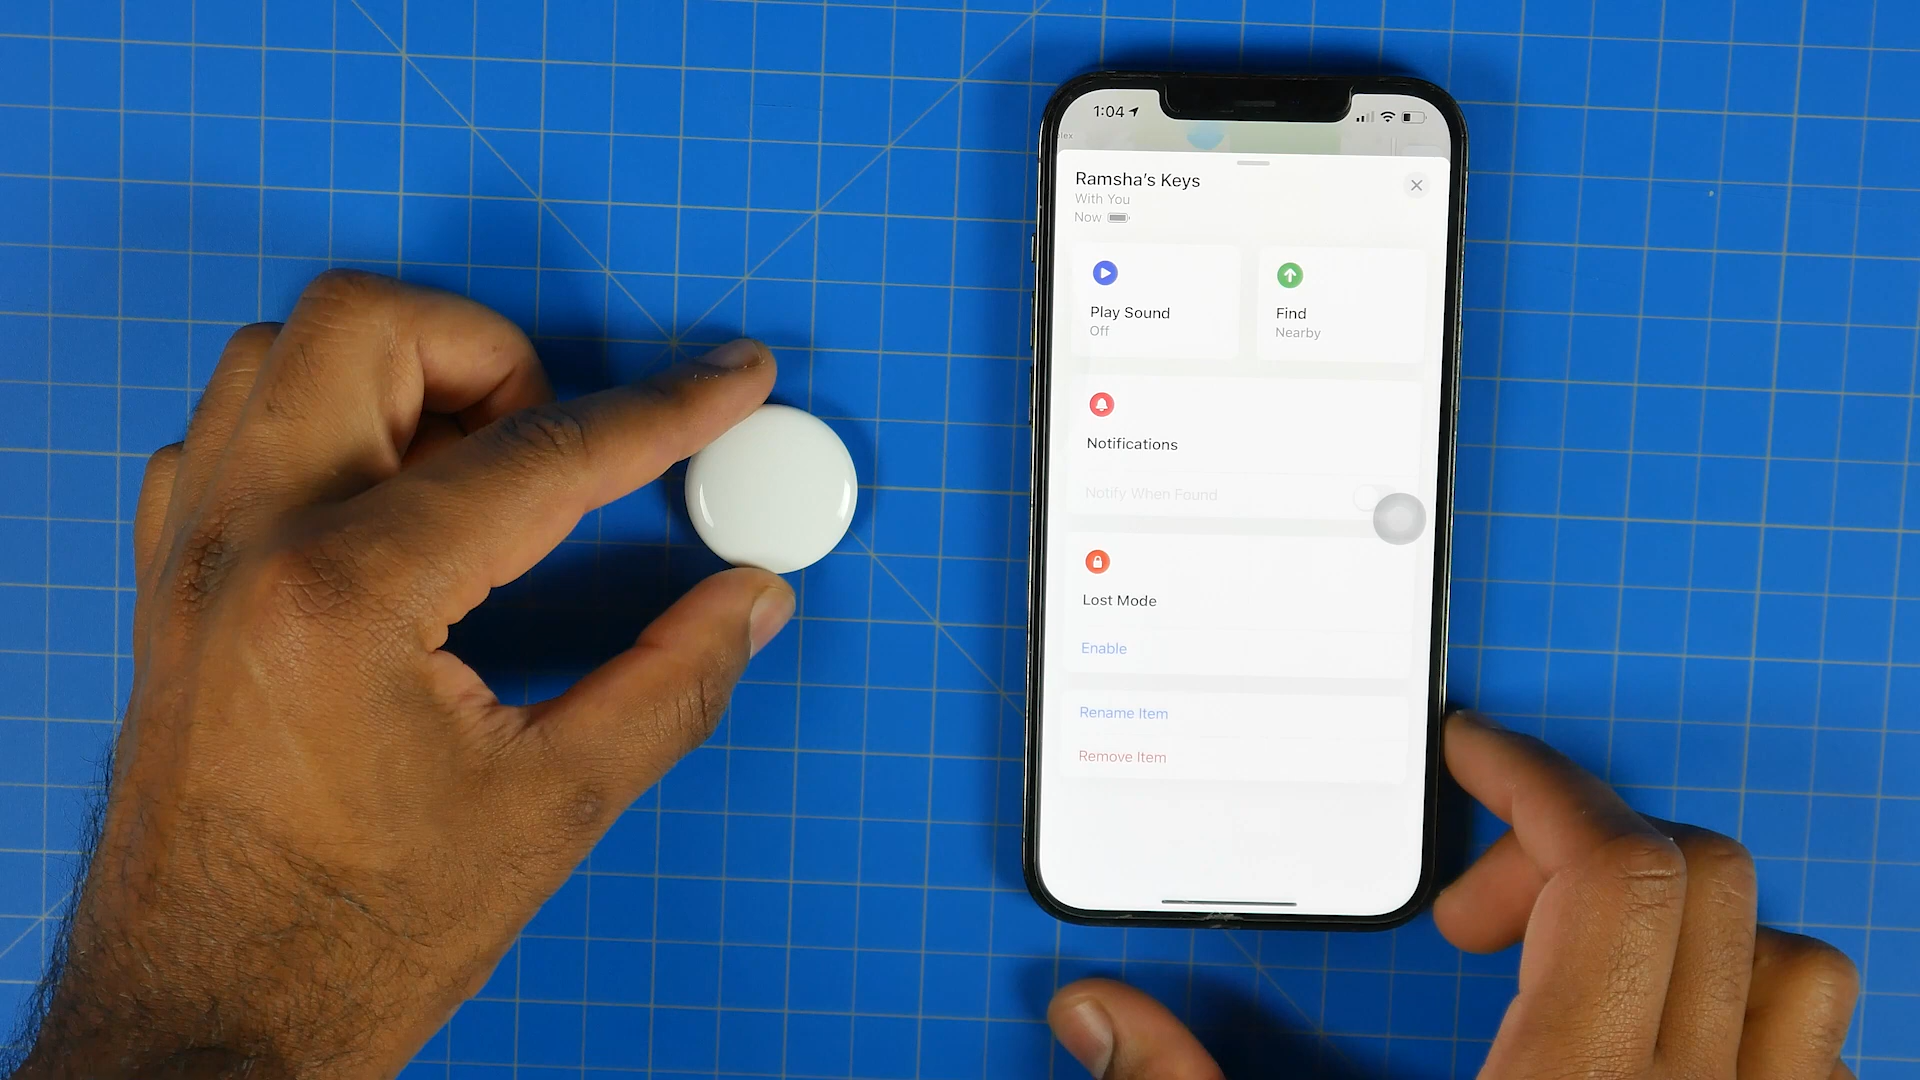 1:04
Ramsha's Keys
With You
Now
Play Sound
Off
Find
Nearby
Notifications
Notify When Found
Lost Mode
Enable
Rename Item
Remove Item